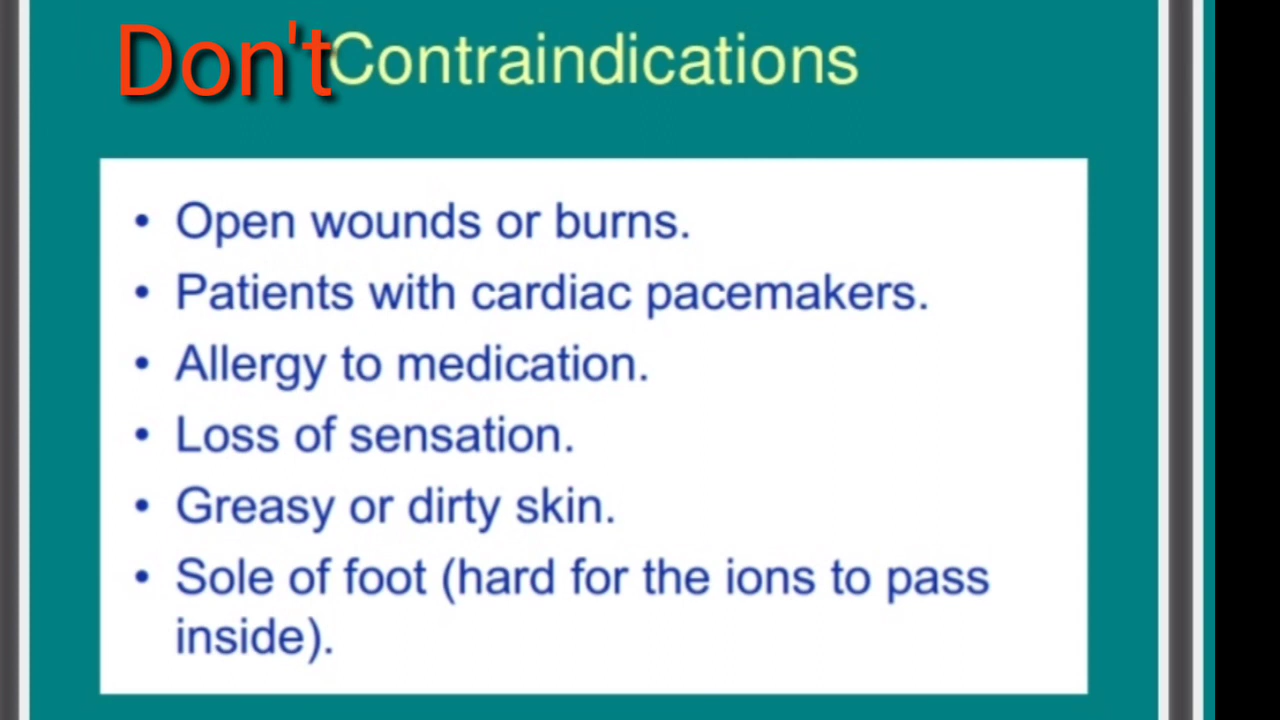 Don't Contraindications
• Open wounds or burns.
• Patients with cardiac pacemakers.
• Allergy to medication.
• Loss of sensation.
• Greasy or dirty skin.
• Sole of foot (hard for the ions to pass
inside).